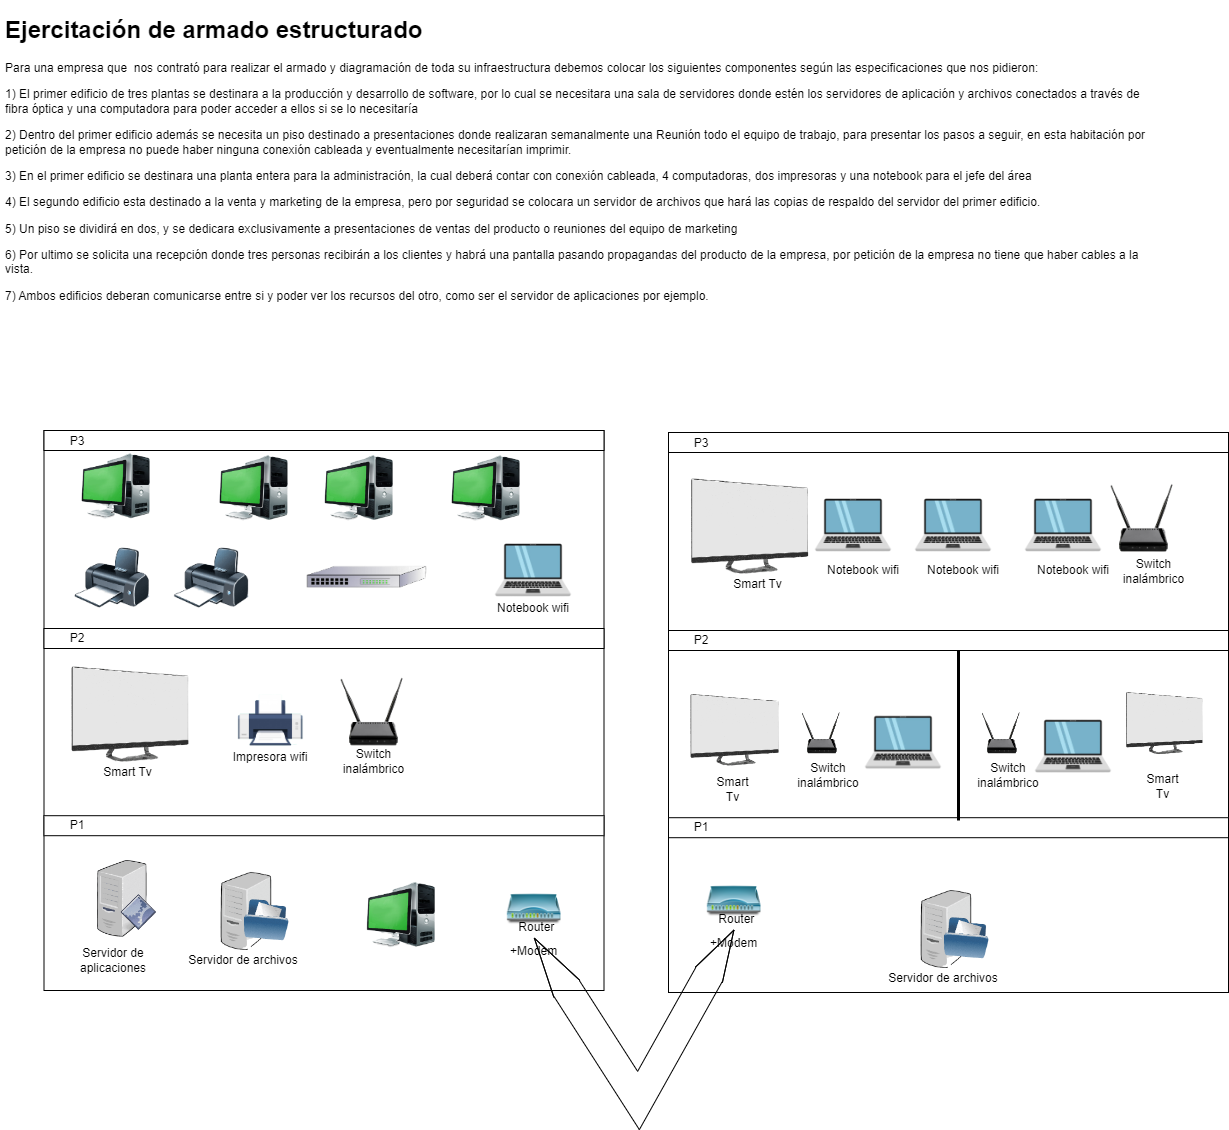 Ejercitación de armado estructurado
Para una empresa que  nos contrató para realizar el armado y diagramación de toda su infraestructura debemos colocar los siguientes componentes según las especificaciones que nos pidieron:
1) El primer edificio de tres plantas se destinara a la producción y desarrollo de software, por lo cual se necesitara una sala de servidores donde estén los servidores de aplicación y archivos conectados a través de
fibra óptica y una computadora para poder acceder a ellos si se lo necesitaría
2) Dentro del primer edificio además se necesita un piso destinado a presentaciones donde realizaran semanalmente una Reunión todo el equipo de trabajo, para presentar los pasos a seguir, en esta habitación por
petición de la empresa no puede haber ninguna conexión cableada y eventualmente necesitarían imprimir.
3) En el primer edificio se destinara una planta entera para la administración, la cual deberá contar con conexión cableada, 4 computadoras, dos impresoras y una notebook para el jefe del área
4) El segundo edificio esta destinado a la venta y marketing de la empresa, pero por seguridad se colocara un servidor de archivos que hará las copias de respaldo del servidor del primer edificio.
5) Un piso se dividirá en dos, y se dedicara exclusivamente a presentaciones de ventas del producto o reuniones del equipo de marketing
6) Por ultimo se solicita una recepción donde tres personas recibirán a los clientes y habrá una pantalla pasando propagandas del producto de la empresa, por petición de la empresa no tiene que haber cables a la
vista.
7) Ambos edificios deberan comunicarse entre si y poder ver los recursos del otro, como ser el servidor de aplicaciones por ejemplo.
P3
Notebook wifi
P2
Smart Tv
Impresora wifi
Switch
inalámbrico
P1
Servidor de
aplicaciones
Servidor de archivos
Router
+Modem
P3
Smart Tv
Notebook wifi
Notebook wifi
Notebook wifi
Switch
inalámbrico
P2
Smart
Tv
Switch
inalámbrico
Switch
inalámbrico
Smart
Tv
P1
Router
+Modem
Servidor de archivos